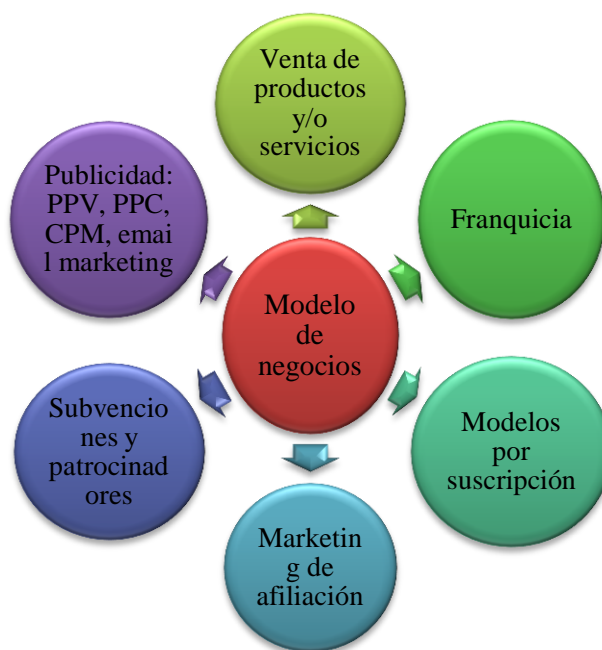 Venta de
productos
y/o
servicios
Publicidad:
PPV, PPC,
CPM, emai
l marketing
Franquicia
Modelo
de
negocios
Subvencio
nes y
patrocinad
ores
Modelos
por
suscripción
Marketin
g de
afiliación